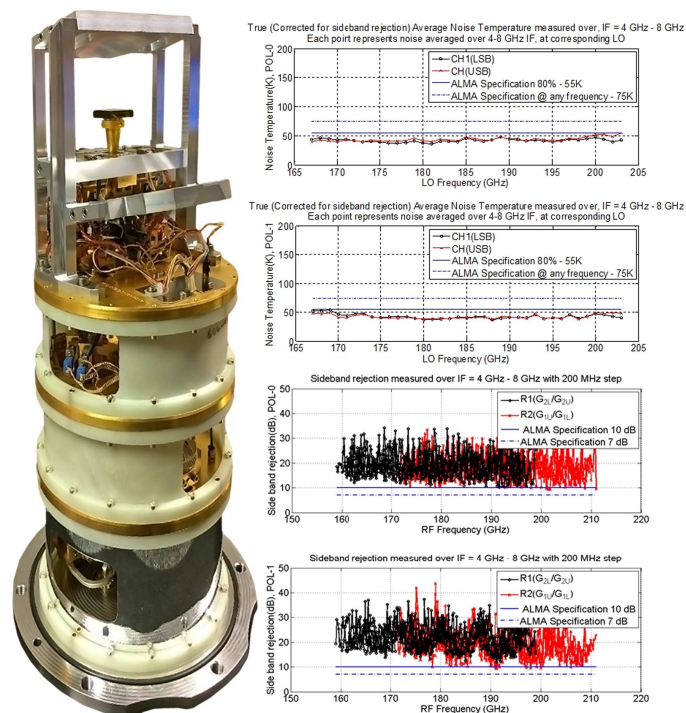 True (Corrected for sideband rejection) Average Noise Temperature measured over, IF = 4 GHz - 8 GHz
Each point represents noise averaged over 4-8 GHz IF, at corresponding LO
Noise Temperature(K), POL-0
200
150
100
50
0
CH1(LSB)
CH(USB)
ALMA Specification 80% - 55K
ALMA Specification @ any frequency - 75K
165 170 175 180 185 190 195 200 205
LO Frequency (GHz)
True (Corrected for sideband rejection) Average Noise Temperature measured over, IF = 4 GHz - 8 GHz
Each point represents noise averaged over 4-8 GHz IF, at corresponding LO
Noise Temperature(K), POL-1
200
150
100
50
0
CH1(LSB)
CH(USB)
ALMA Specification 80% - 55K
ALMA Specification @ any frequency - 75K
165 170 175 180 185 190 195 200 205
LO Frequency (GHz)
Sideband rejection measured over IF = 4 GHz - 8 GHz with 200 MHz step
Side band rejection(dB), POL-0
50
40
30
20
10
0
R1(G2L/G2U)
R2(G1U/G1L)
ALMA Specification 10 dB
ALMA Specification 7 dB
150 160 170 180 190 200 210 220
RF Frequency (GHz)
Sideband rejection measured over IF = 4 GHz - 8 GHz with 200 MHz step
Side band rejection(dB), POL-1
50
40
30
20
10
0
R1(G2L/G2U)
R2(G1U/G1L)
ALMA Specification 10 dB
ALMA Specification 7 dB
150 160 170 180 190 200 210 220
RF Frequency (GHz)